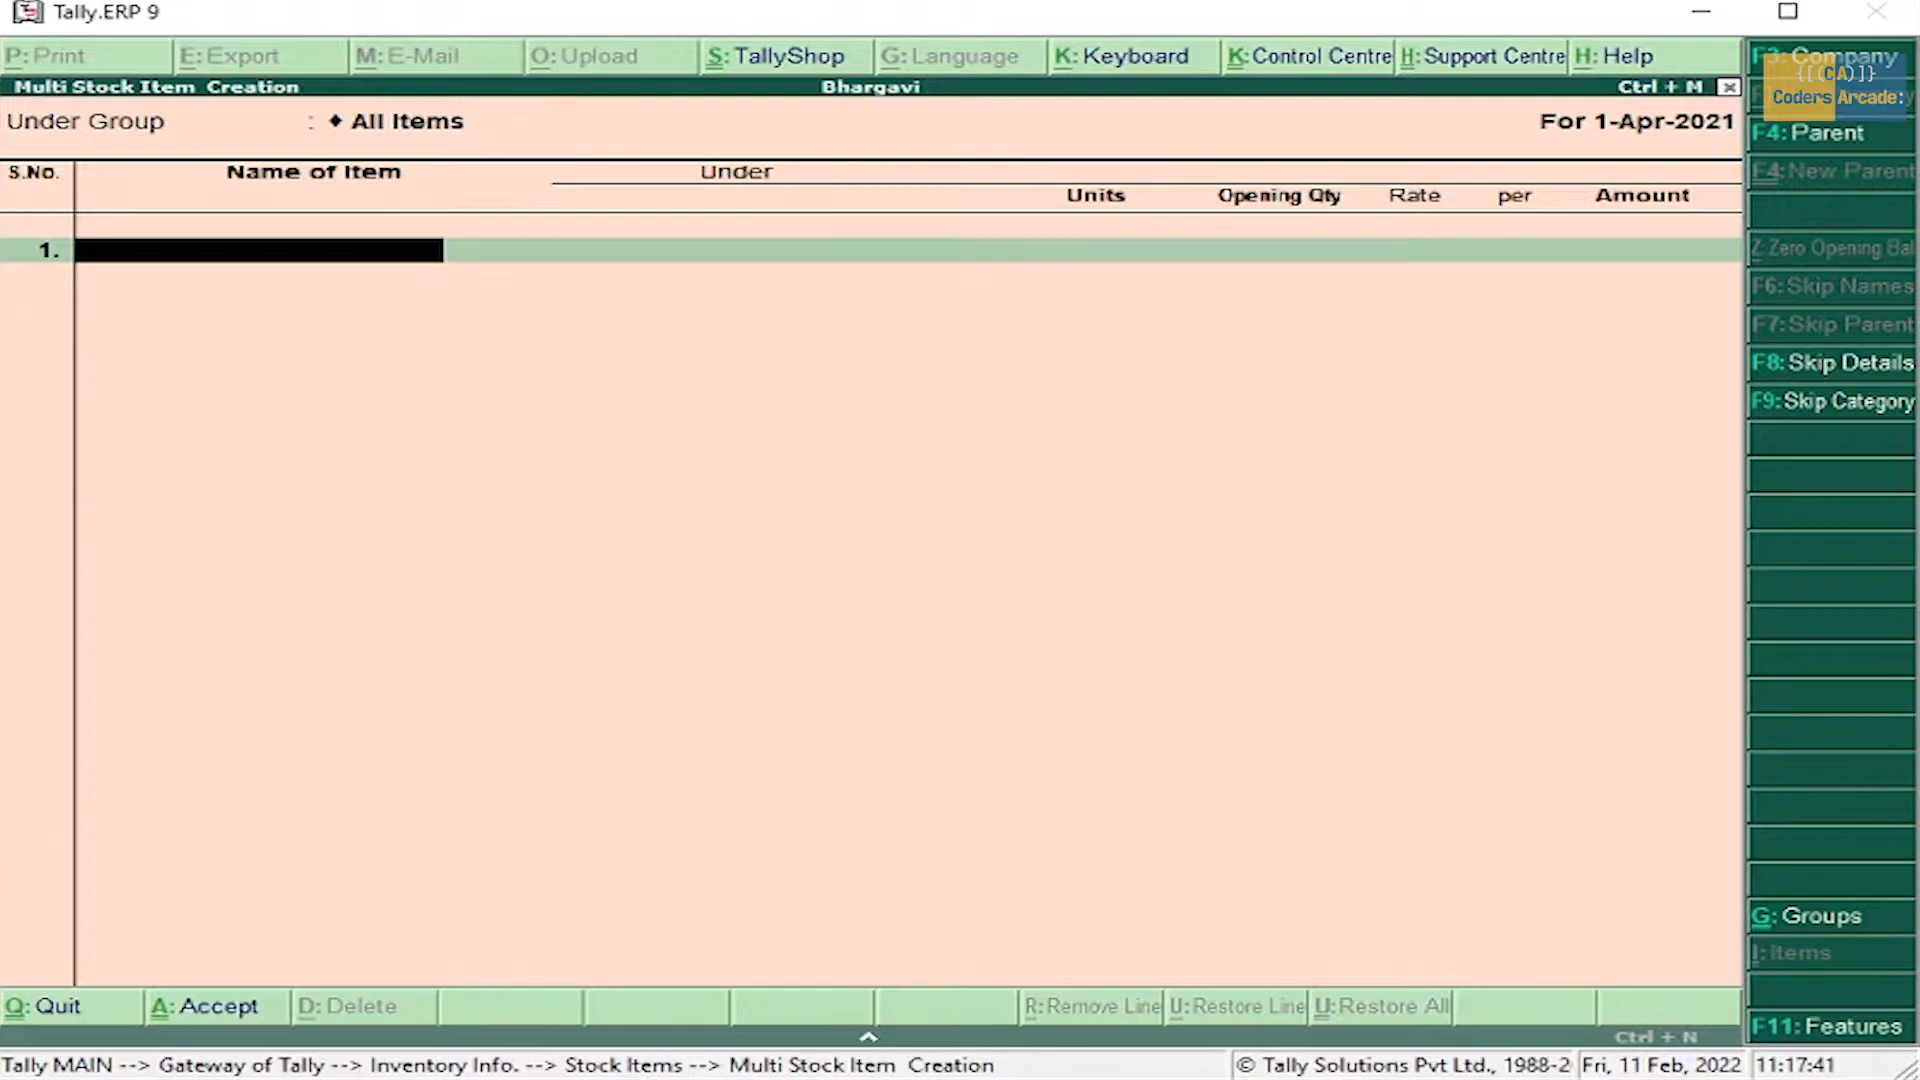 Tally.ERP 9
P: Print E: Export M: E-Mail O: Upload S: TallyShop G: Language K: Keyboard K: Control Centre H: Support Centre H: Help
F3: Company
Multi Stock Item Creation Bhargavi Ctrl + N
{[(CA)]}
Coders Arcade:
Under Group : ♦ All Items For 1-Apr-2021
F4: Parent
S.No. Name of Item Under
F4: New Parent
Units Opening Qty Rate per Amount
1.
Z: Zero Opening Bal
F6: Skip Names
F7: Skip Parent
F8: Skip Details
F9: Skip Category
G: Groups
I: Items
Q: Quit A: Accept D: Delete R: Remove Line U: Restore Line U: Restore All
F11: Features
Ctrl + N
Tally MAIN --> Gateway of Tally --> Inventory Info. --> Stock Items --> Multi Stock Item Creation © Tally Solutions Pvt Ltd., 1988-2 Fri, 11 Feb, 2022 11:17:41